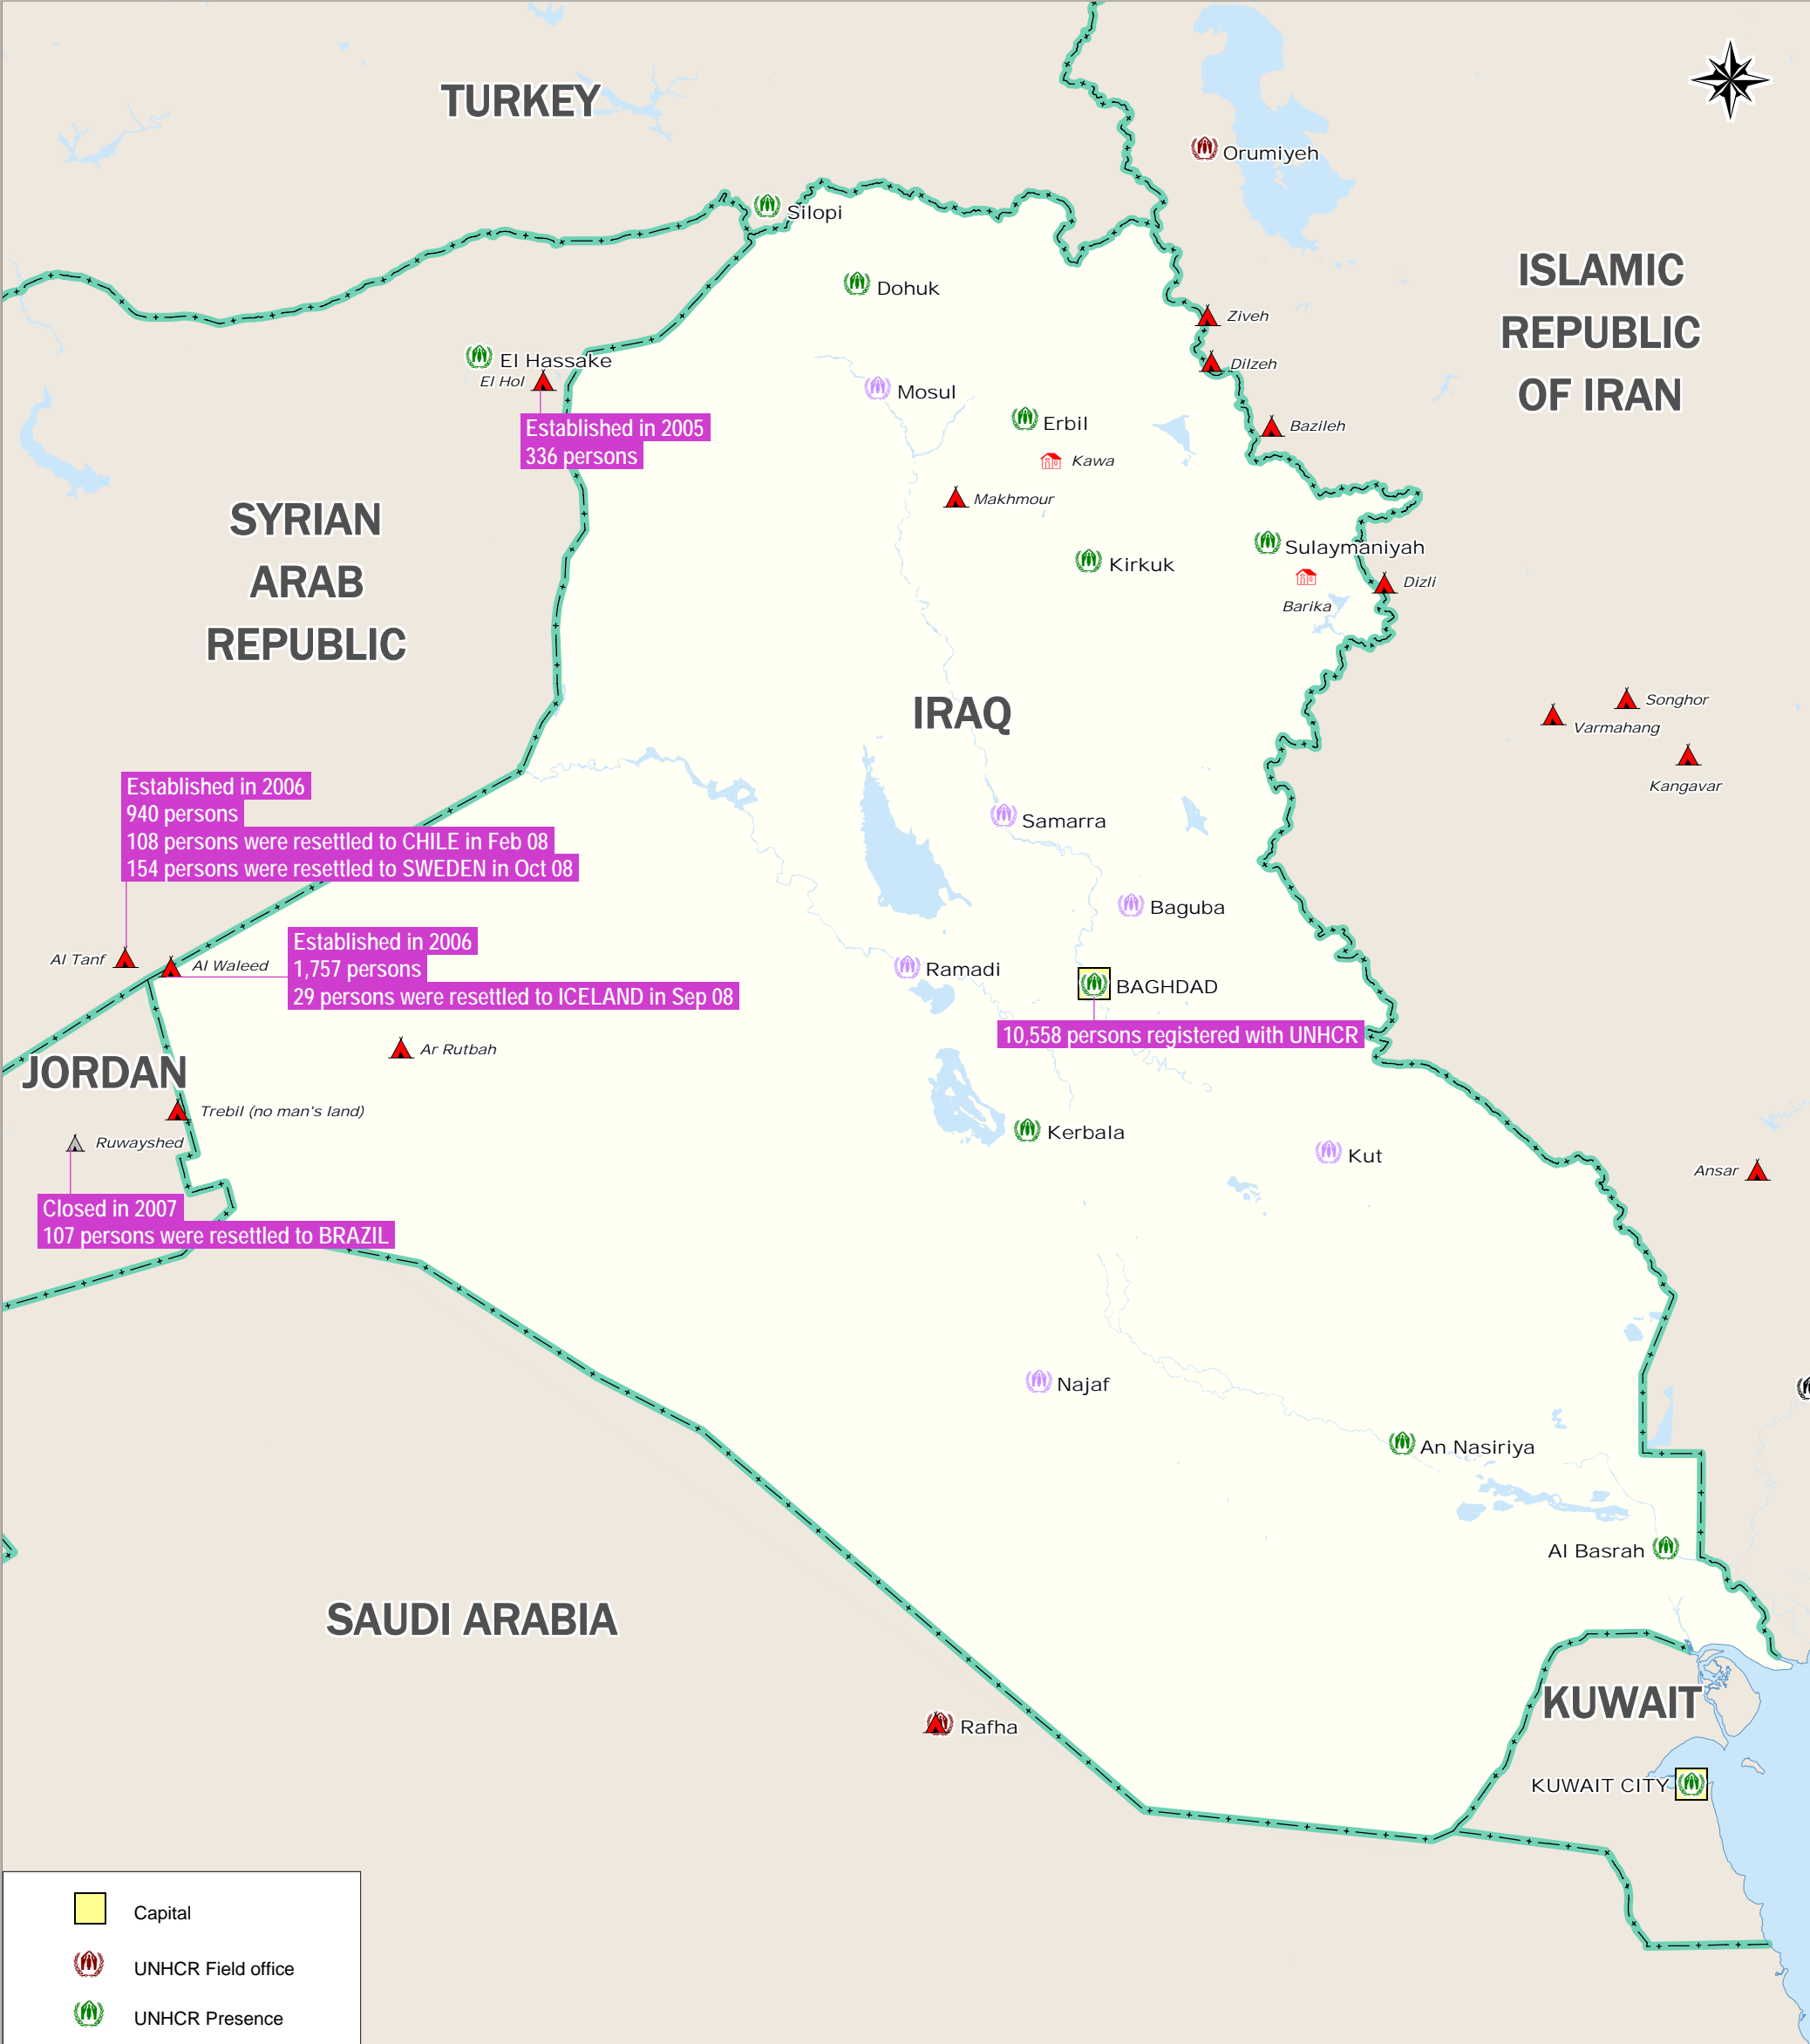 TURKEY
Orumiyeh
Silopi
ISLAMIC
REPUBLIC
OF IRAN
Dohuk
Ziveh
El Hassake
Dilzeh
El Hol
Mosul
Established in 2005
336 persons
Erbil
Bazileh
Kawa
Makhmour
SYRIAN
ARAB
REPUBLIC
Sulaymaniyah
Kirkuk
Dizli
Barika
IRAQ
Songhor
Varmahang
Kangavar
Established in 2006
940 persons
108 persons were resettled to CHILE in Feb 08
154 persons were resettled to SWEDEN in Oct 08
Samarra
Baguba
Al Tanf
Al Waleed
Established in 2006
1,757 persons
29 persons were resettled to ICELAND in Sep 08
Ramadi
BAGHDAD
10,558 persons registered with UNHCR
Ar Rutbah
JORDAN
Trebil (no man's land)
Ruwayshed
Kerbala
Kut
Ansar
Closed in 2007
107 persons were resettled to BRAZIL
Najaf
An Nasiriya
Al Basrah
SAUDI ARABIA
KUWAIT
Rafha
KUWAIT CITY
Capital
UNHCR Field office
UNHCR Presence